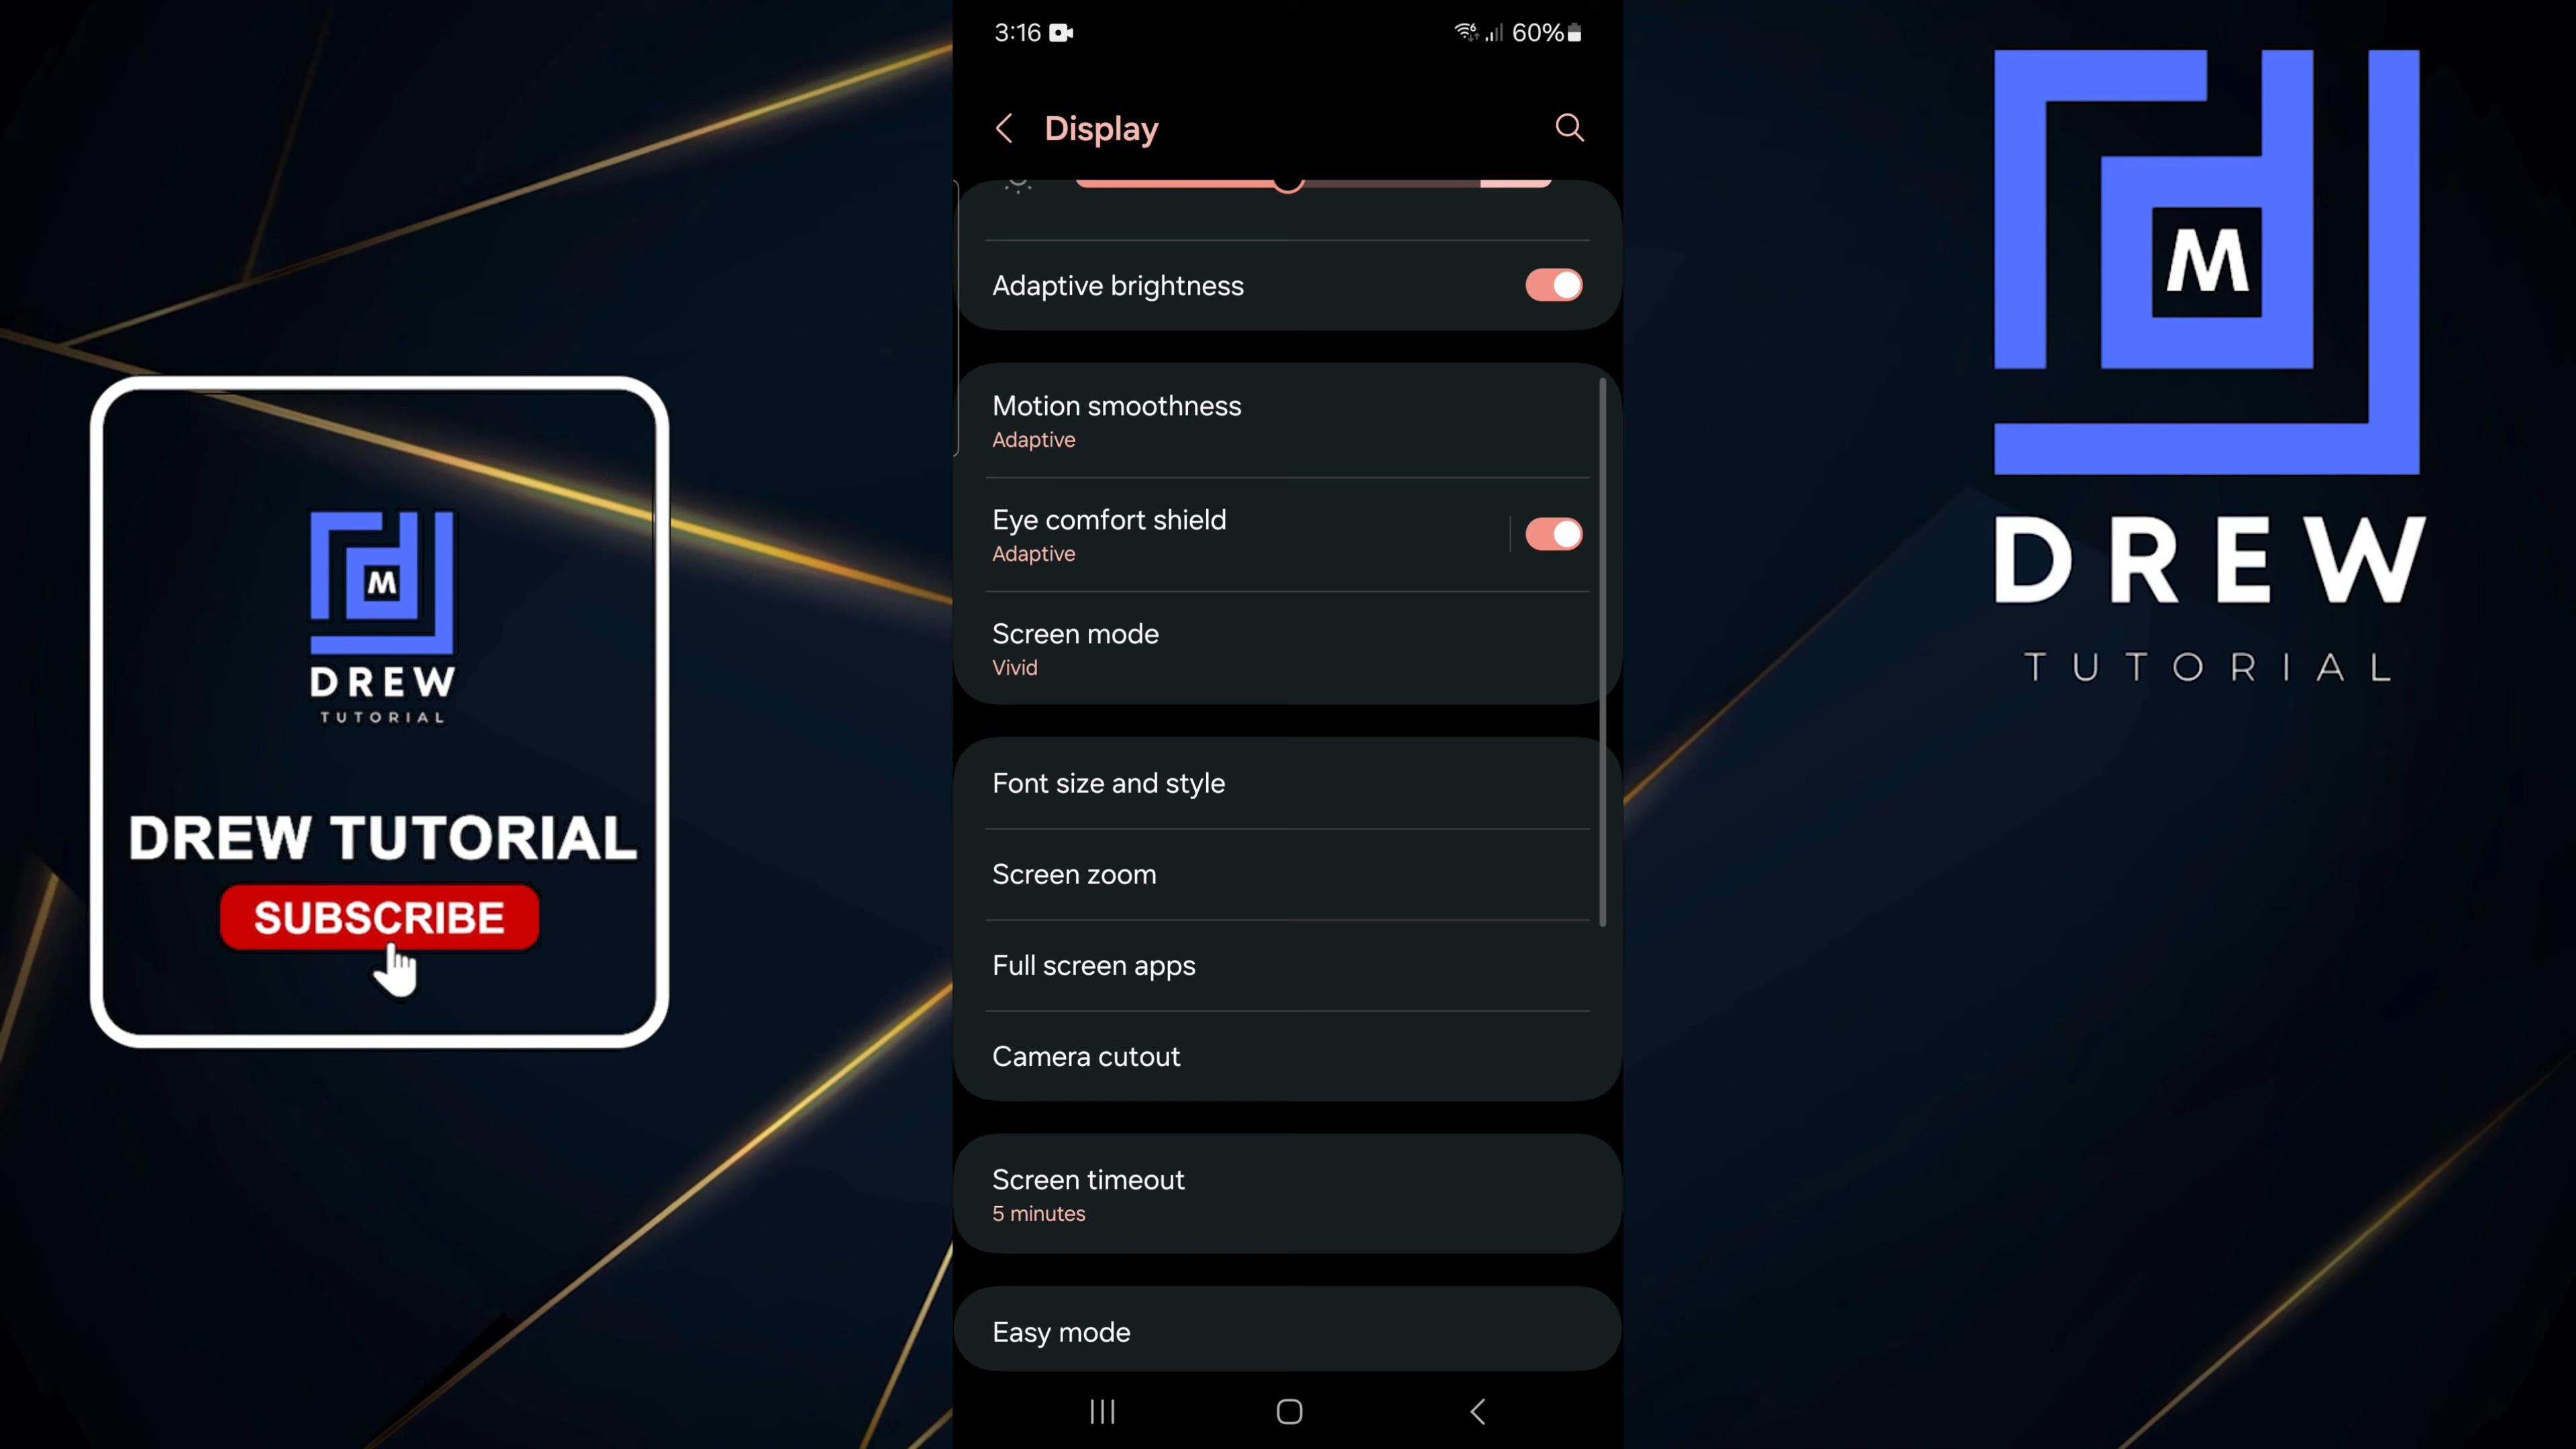 M
DREW
TUTORIAL
DREW TUTORIAL
SUBSCRIBE
3:16
60%
Display
Adaptive brightness
Motion smoothness
Adaptive
Eye comfort shield
Adaptive
Screen mode
Vivid
Font size and style
Screen zoom
Full screen apps
Camera cutout
Screen timeout
5 minutes
Easy mode
M
DREW
TUTORIAL